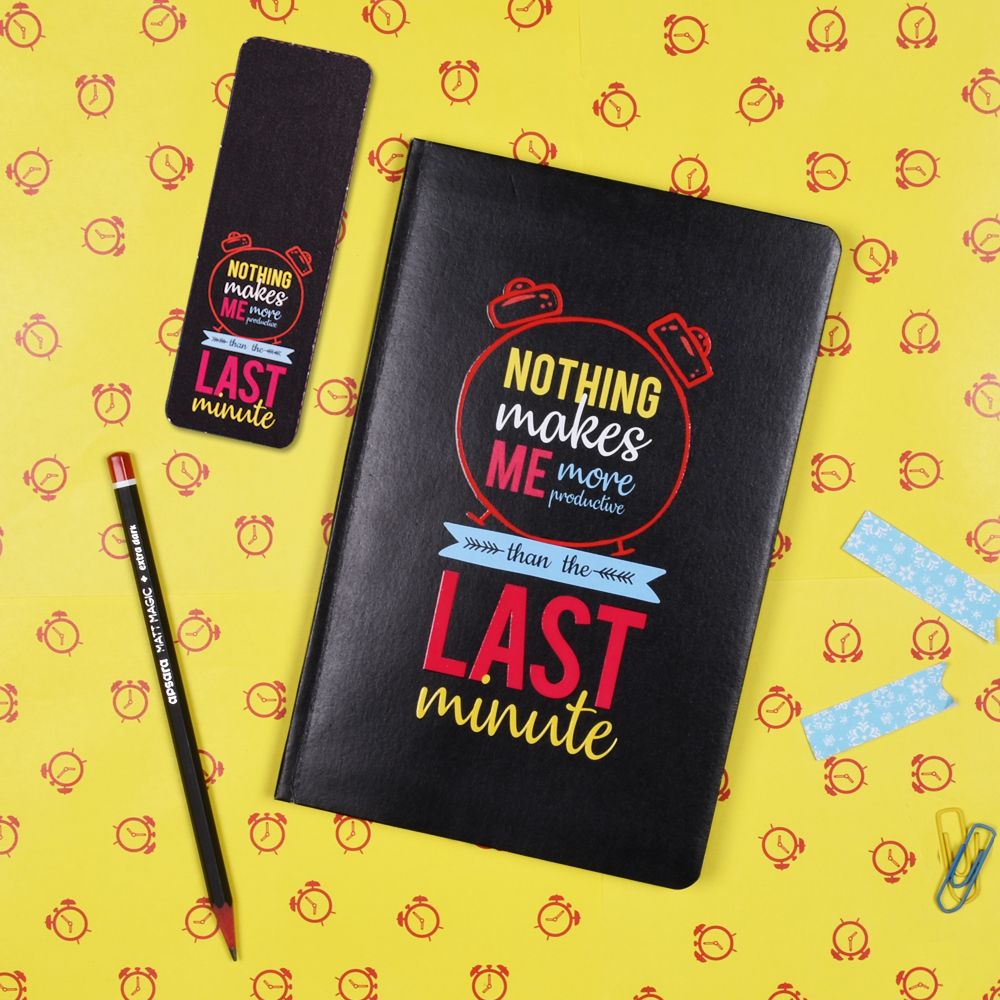 NOTHING
makes
ME more
productive
than the
LAST
minute
NOTHING
makes
ME more
productive
than the
LAST
minute
apsara MATT MAGIC + extra dark